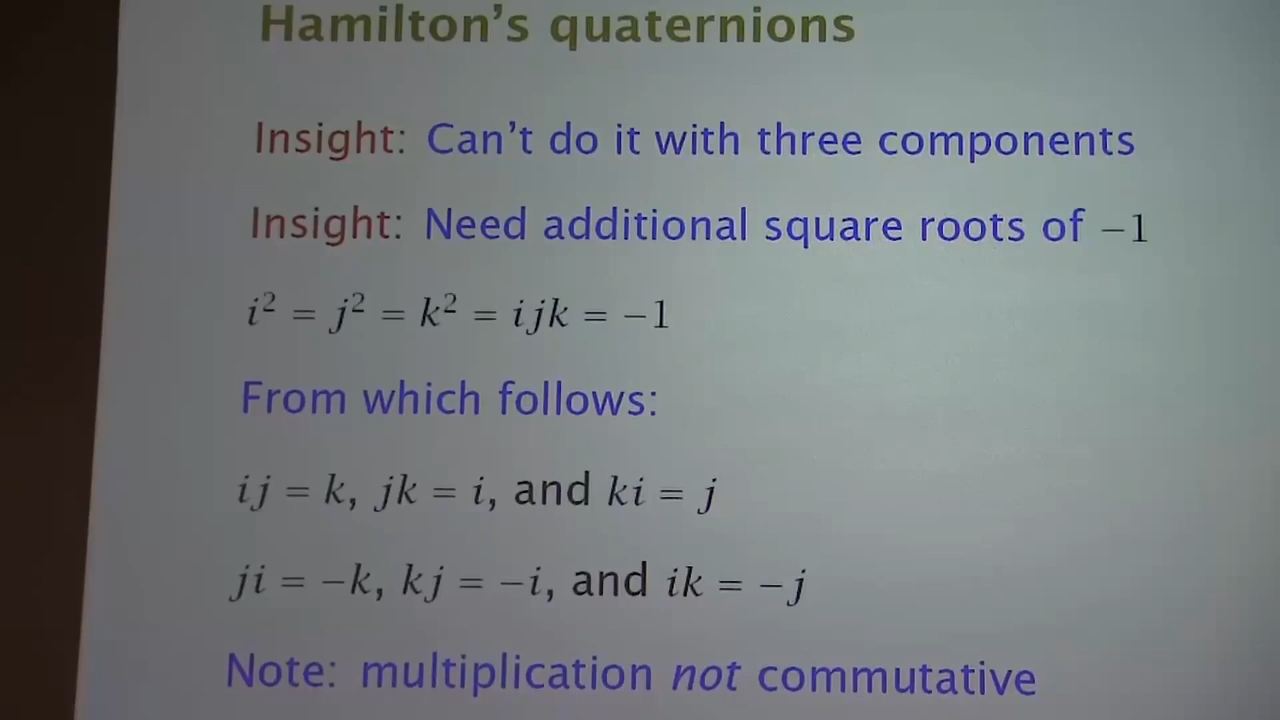 Hamilton’s quaternions
Insight: Can’t do it with three components
Insight: Need additional square roots of −1
i² = j² = k² = ijk = −1
From which follows:
ij = k, jk = i, and ki = j
ji = −k, kj = −i, and ik = −j
Note: multiplication not commutative